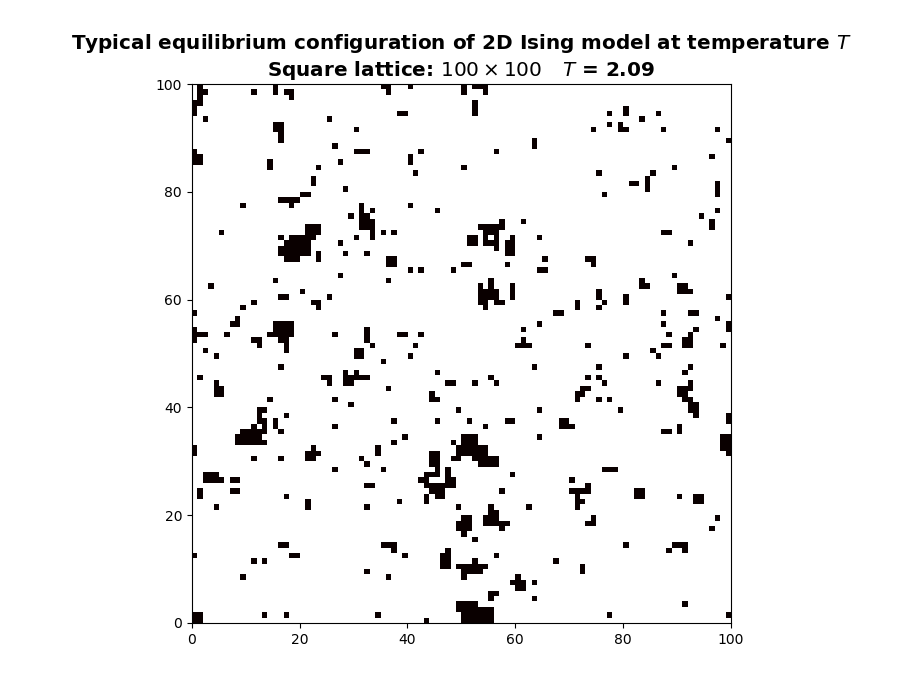 Typical equilibrium configuration of 2D Ising model at temperature T
Square lattice: 100 × 100 T = 2.09
100
80
60
40
20
0
0 20 40 60 80 100